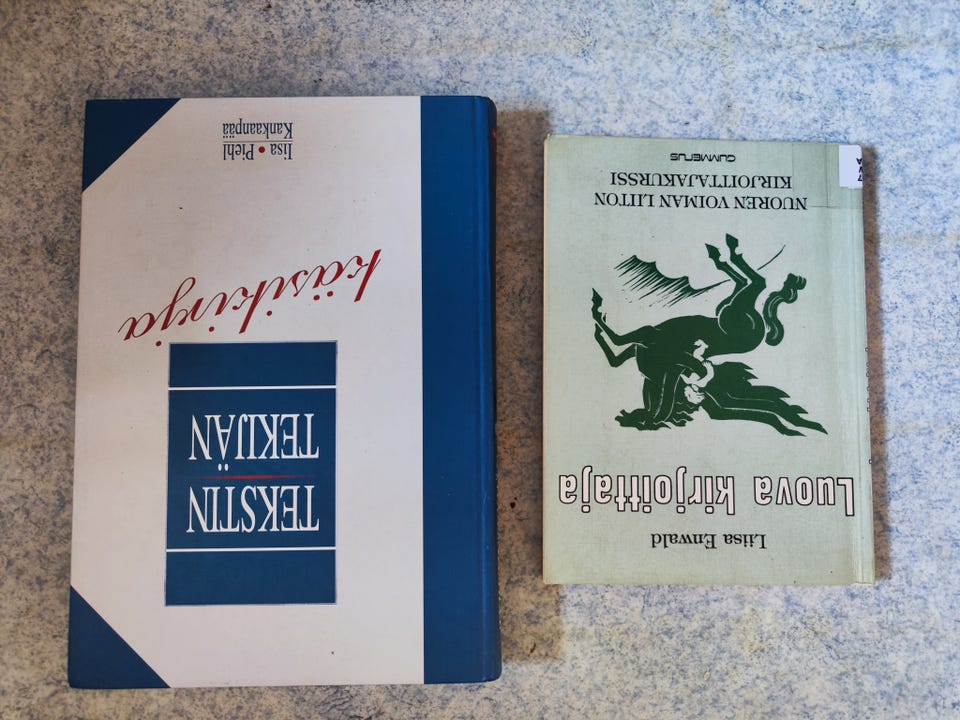 Liisa Enwald
Luova kirjoittaja
NUOREN VOIMAN LIITON
KIRJOITTAJAKURSSI
GUMMERUS
TEKSTIN
TEKIJÄN
käsikirja
Iisa • Piehl
Kankaanpää